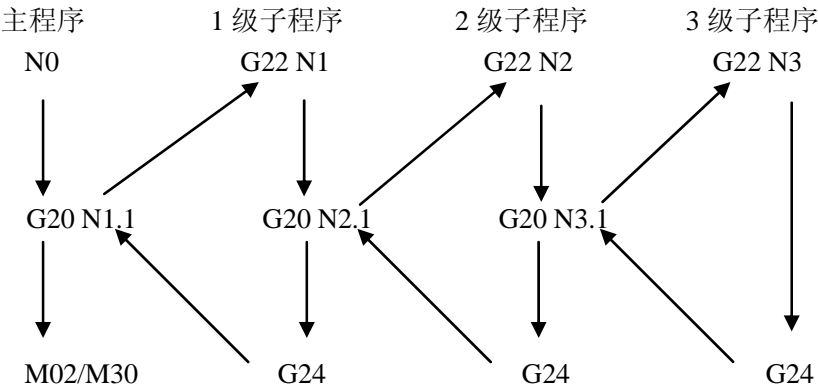 主程序 1 级子程序 2 级子程序 3 级子程序
N0 G22 N1 G22 N2 G22 N3
G20 N1.1 G20 N2.1 G20 N3.1
M02/M30 G24 G24 G24